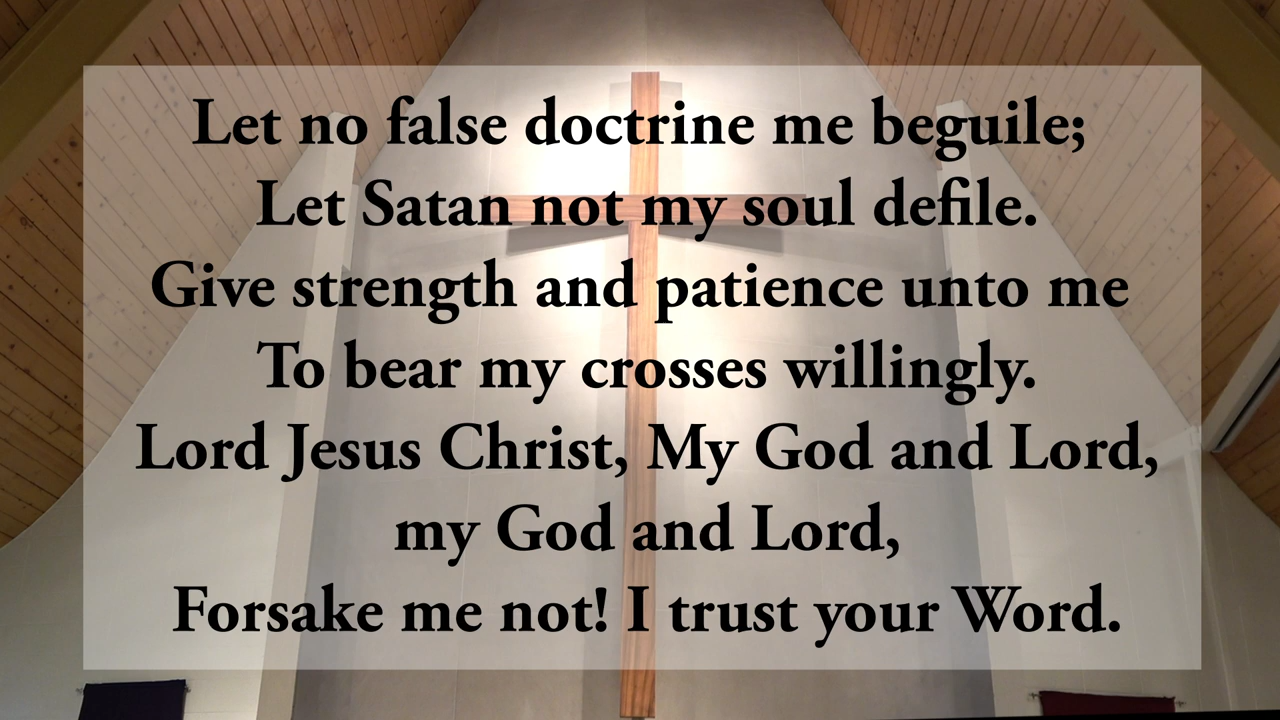 Let no false doctrine me beguile;
Let Satan not my soul defile.
Give strength and patience unto me
To bear my crosses willingly.
Lord Jesus Christ, My God and Lord,
my God and Lord,
Forsake me not! I trust your Word.